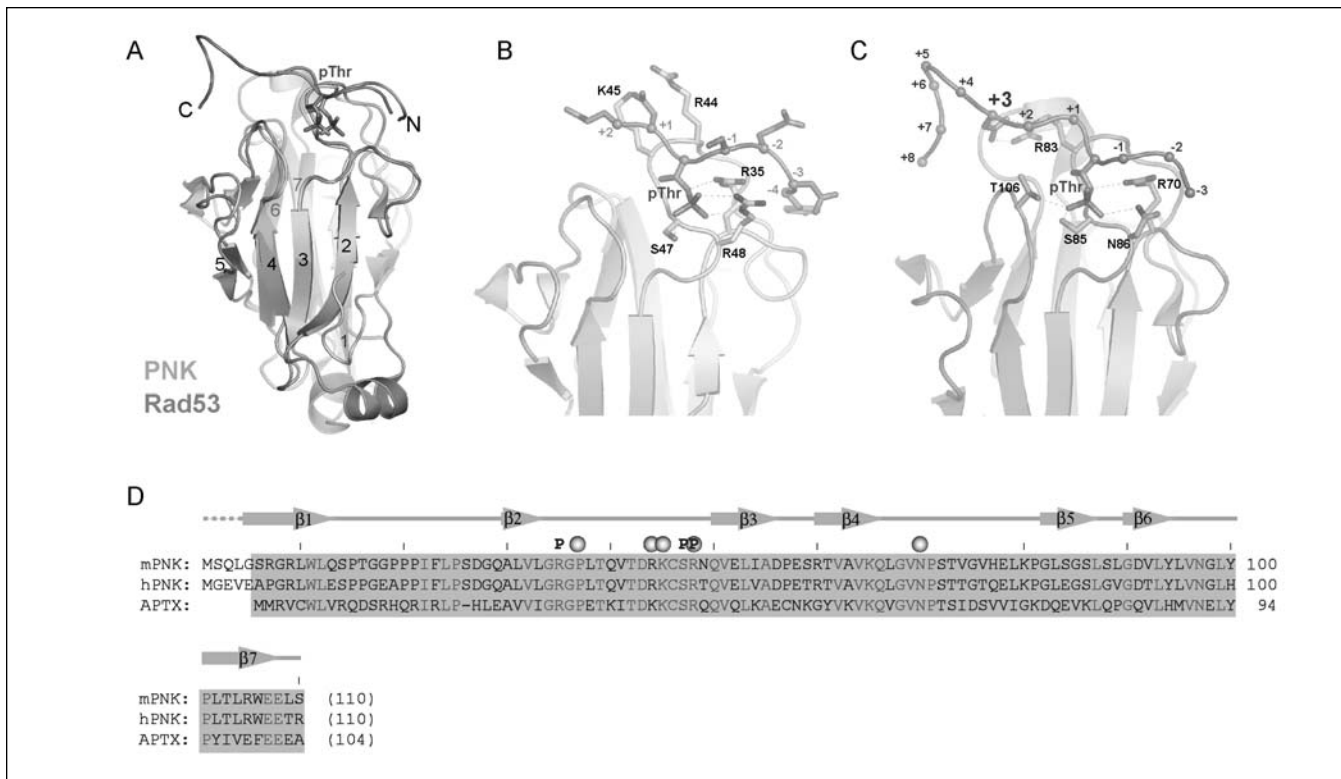 A
pThr
C
N
7
6
5
4
3
2
1
PNK
Rad53
B
K45
R44
+2
+1
-1
-2
-3
-4
R35
pThr
S47
R48
C
+5
+6
+4
+3
+7
+2
+1
+8
R83
-1
-2
-3
pThr
R70
T106
S85
N86
D
β1 β2 β3 β4 β5 β6
P PP
mPNK: MSQLGSRGRLWLQSPTGGPPPIFLPSDGQALVLGRGPLTQVTDRKCSRNQVELIADPESRTVAVKQLGVNPSTVGVHELKPGLSGSLSLGDVLYLVNGLY 100
hPNK: MGEVEAPGRLWLESPPGGAPPIFLPSDGQALVLGRGPLTQVTDRKCSRTQVELVADPETRTVAVKQLGVNPSTTGTQELKPGLEGSLGVGDTLYLVNGLH 100
APTX: MMRVCWLVRQDSRHQRIRLP-HLEAVVIGRGPETKITDKKCSRQQVQLKAECNKGYVKVKQVGVNPTSIDSVVIGKDQEVKLQPGQVLHMVNELY 94
β7
mPNK: PLTLRWEELS (110)
hPNK: PLTLRWEETR (110)
APTX: PYIVEFEEEA (104)